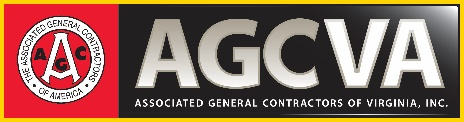 THE ASSOCIATED GENERAL CONTRACTORS
OF AMERICA
AGC
AGCVA
ASSOCIATED GENERAL CONTRACTORS OF VIRGINIA, INC.